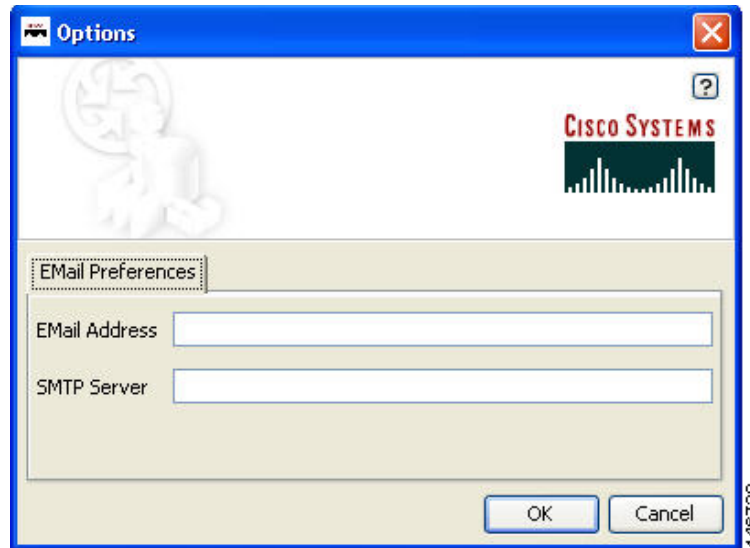 Options
?
CISCO SYSTEMS
EMail Preferences
EMail Address
SMTP Server
OK
Cancel